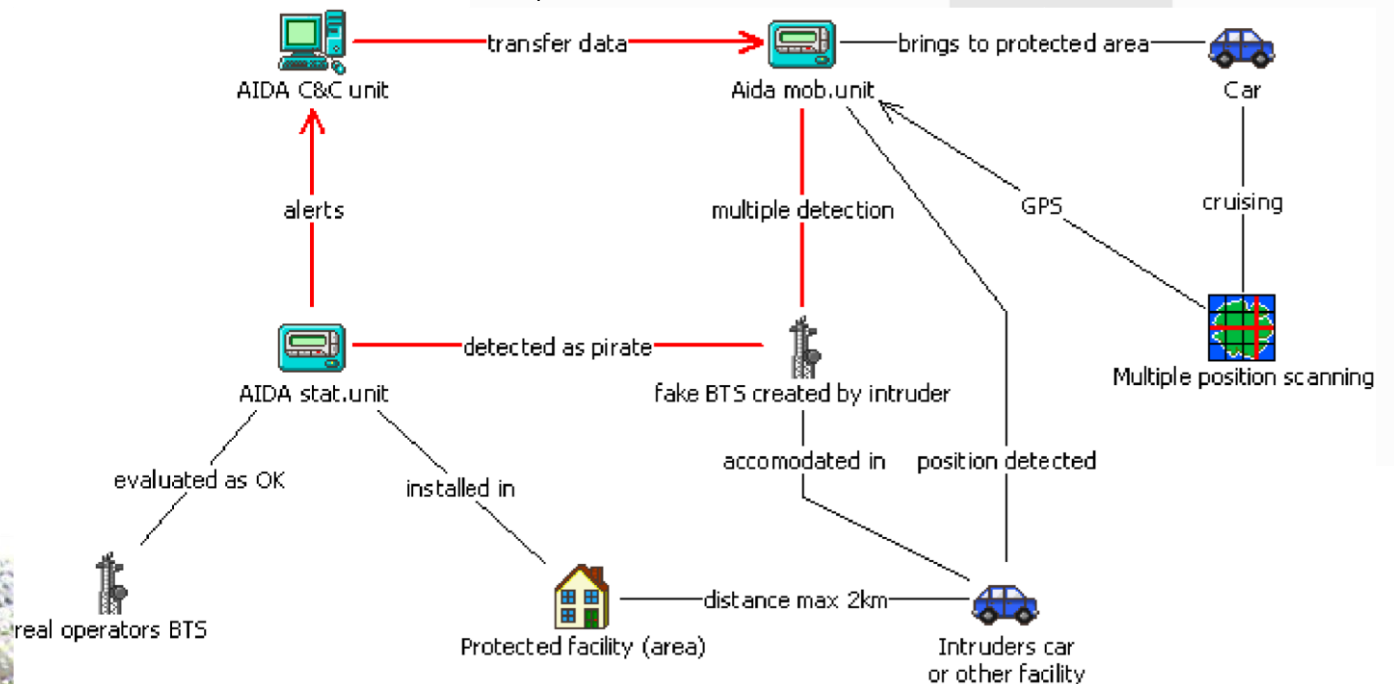 transfer data
brings to protected area
AIDA C&C unit
Aida mob.unit
Car
alerts
multiple detection
GPS
cruising
detected as pirate
Multiple position scanning
AIDA stat.unit
fake BTS created by intruder
evaluated as OK
installed in
accomodated in
position detected
distance max 2km
real operators BTS
Protected facility (area)
Intruders car
or other facility